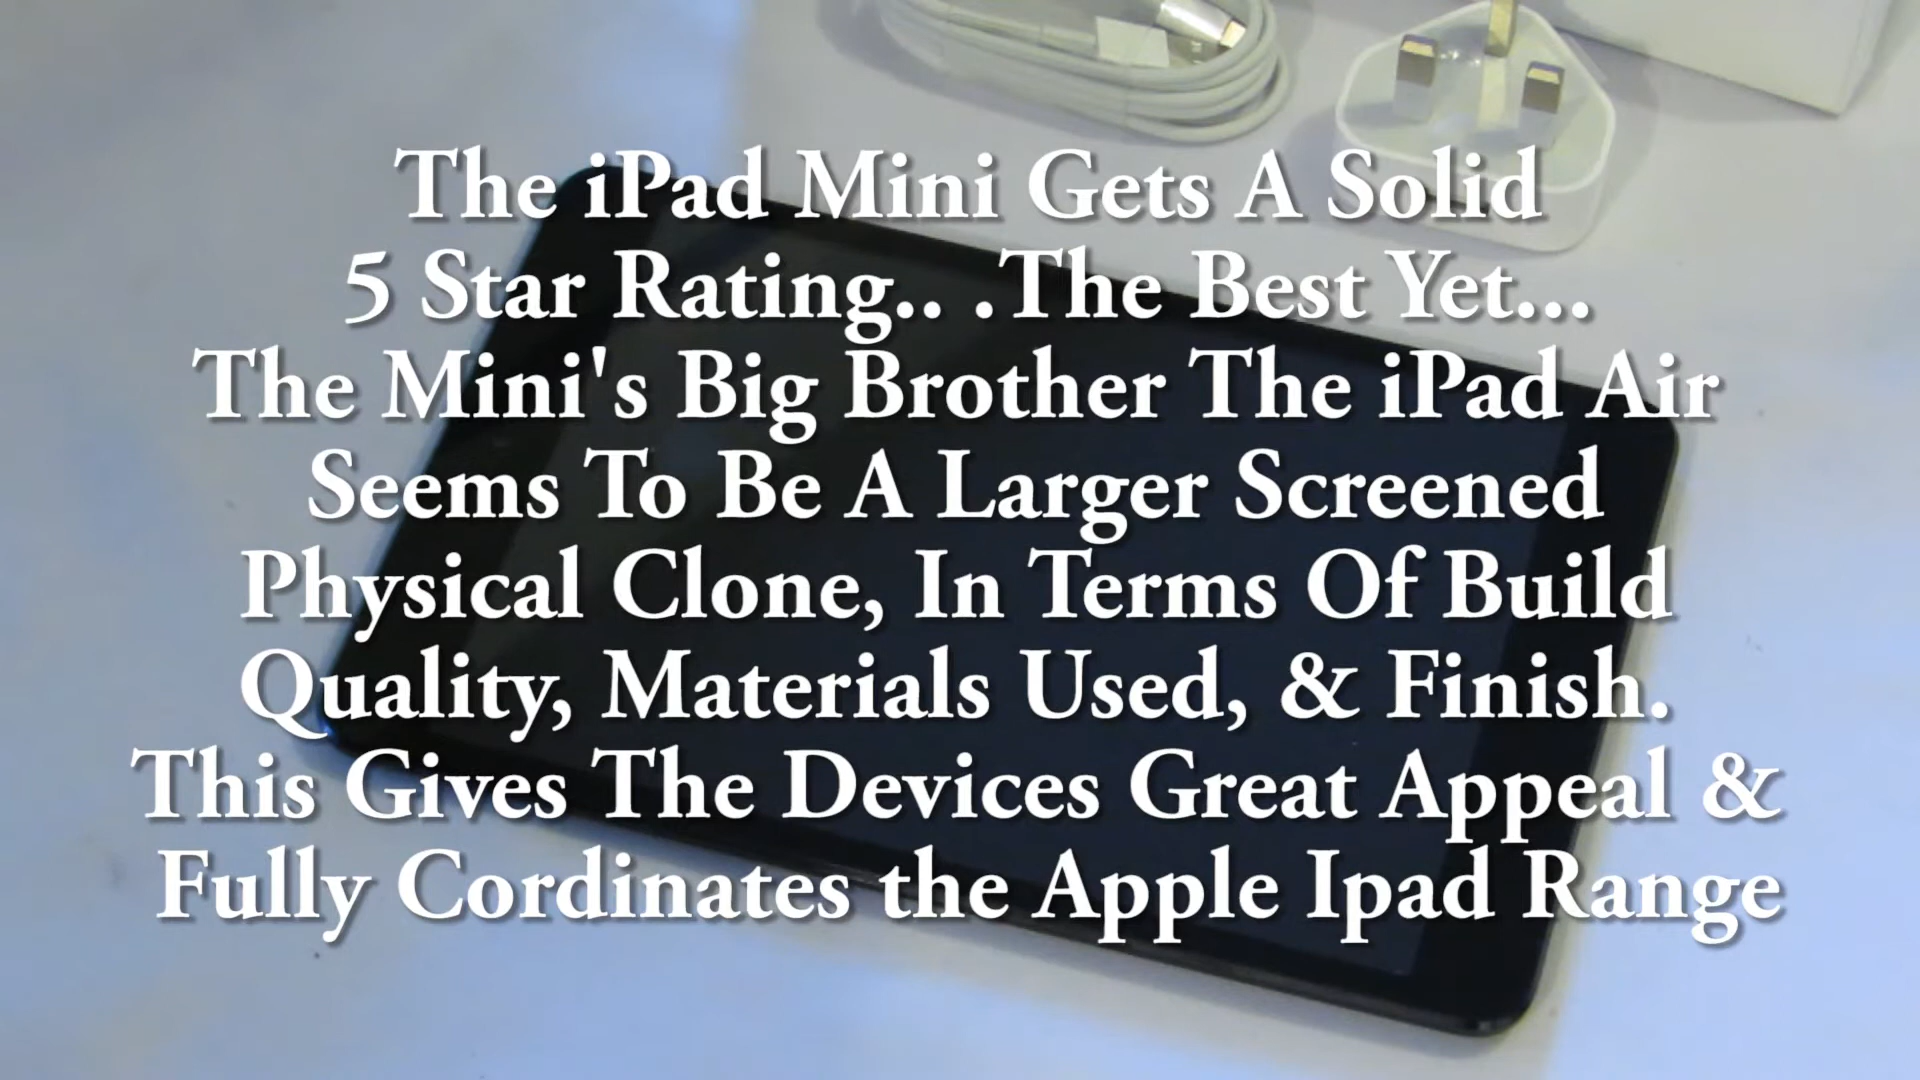 The iPad Mini Gets A Solid
5 Star Rating.. .The Best Yet...
The Mini's Big Brother The iPad Air
Seems To Be A Larger Screened
Physical Clone, In Terms Of Build
Quality, Materials Used, & Finish.
This Gives The Devices Great Appeal &
Fully Cordinates the Apple Ipad Range